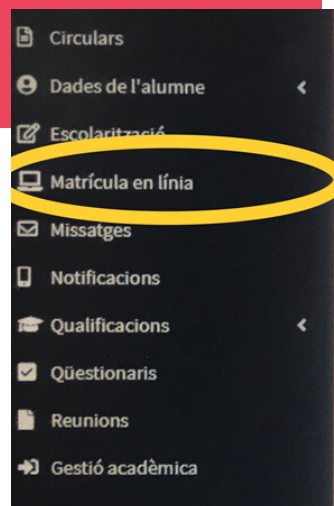 Circulars
Dades de l'alumne
Escolarització
Matrícula en línia
Missatges
Notificacions
Qualificacions
Qüestionaris
Reunions
Gestió acadèmica